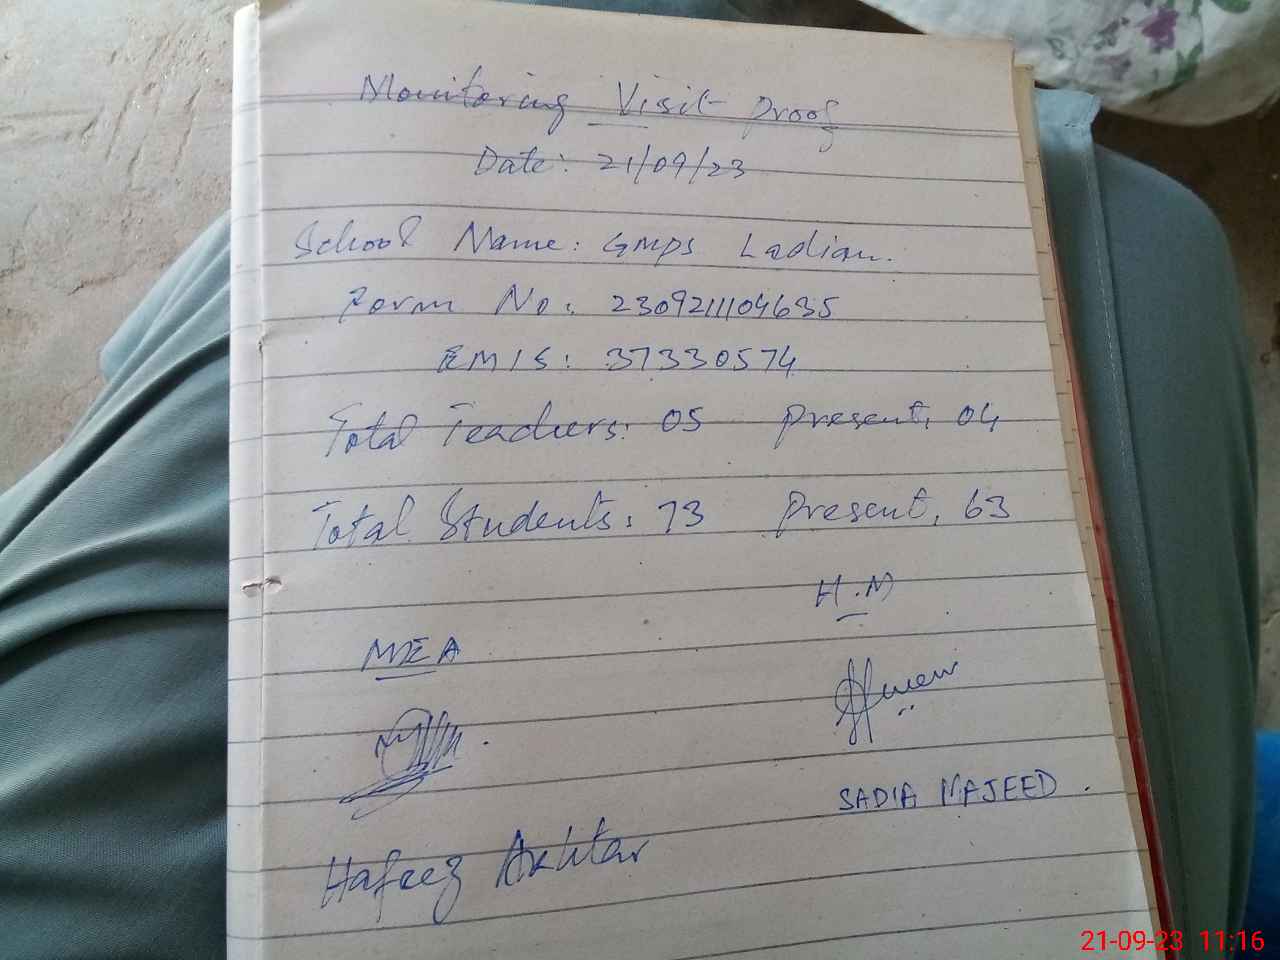 Monitoring Visit Proof
Date: 21/09/23
School Name: GMPS Ladian.
Form No: 2309211104635
EMIS: 37330574
Total Teachers: 05 Present, 04
Total Students: 73 Present, 63
H.M
MEA
SADIA MAJEED.
Hafeez Akhtar
21-09-23 11:16